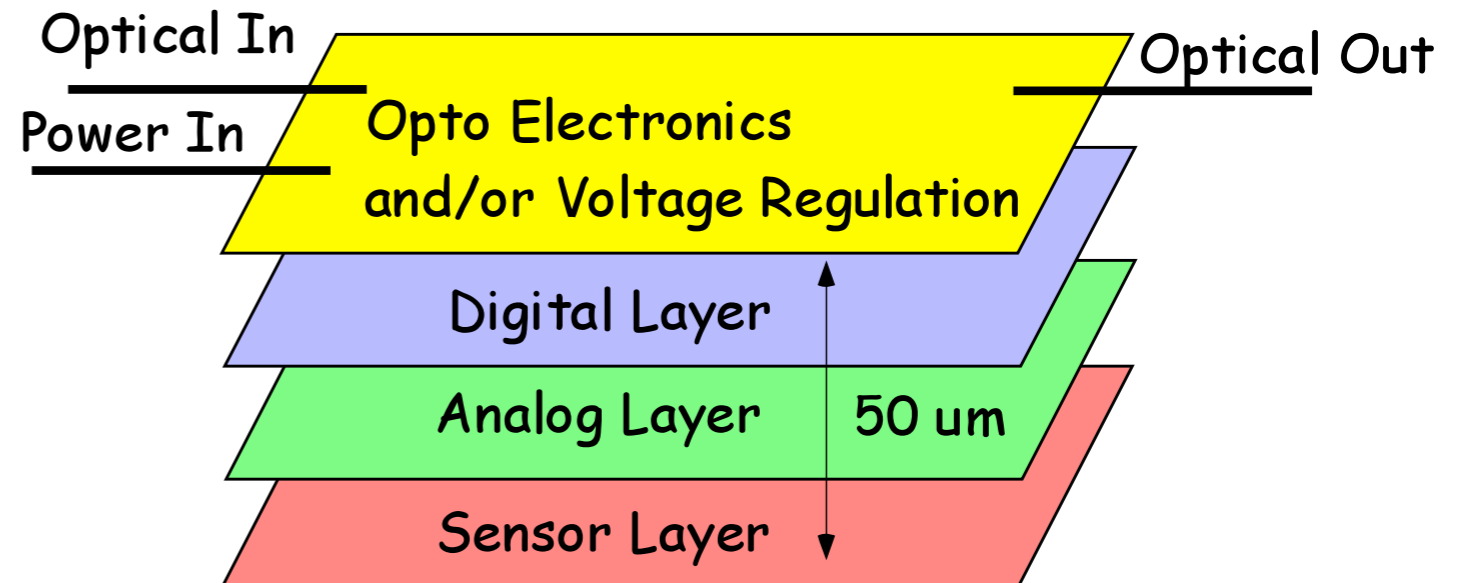 Optical In
Optical Out
Power In
Opto Electronics
and/or Voltage Regulation
Digital Layer
Analog Layer
50 um
Sensor Layer